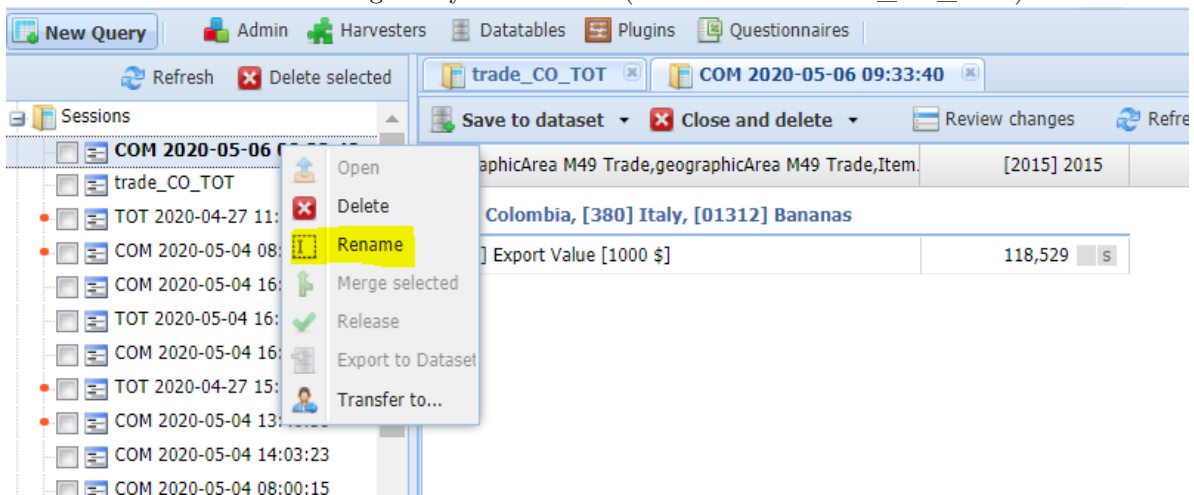 New Query Admin Harvesters Datatables Plugins Questionnaires
Refresh Delete selected
trade_CO_TOT COM 2020-05-06 09:33:40
Sessions
Save to dataset Close and delete Review changes Refre
COM 2020-05-06
trade_CO_TOT
TOT 2020-04-27 11:
COM 2020-05-04 08:
COM 2020-05-04 16:
TOT 2020-05-04 16:
COM 2020-05-04 16:
TOT 2020-04-27 15:
COM 2020-05-04 13:
COM 2020-05-04 14:03:23
COM 2020-05-04 08:00:15
Open
Delete
Rename
Merge selected
Release
Export to Dataset
Transfer to...
aphicArea M49 Trade,geographicArea M49 Trade,Item. [2015] 2015
Colombia, [380] Italy, [01312] Bananas
] Export Value [1000 $] 118,529 s